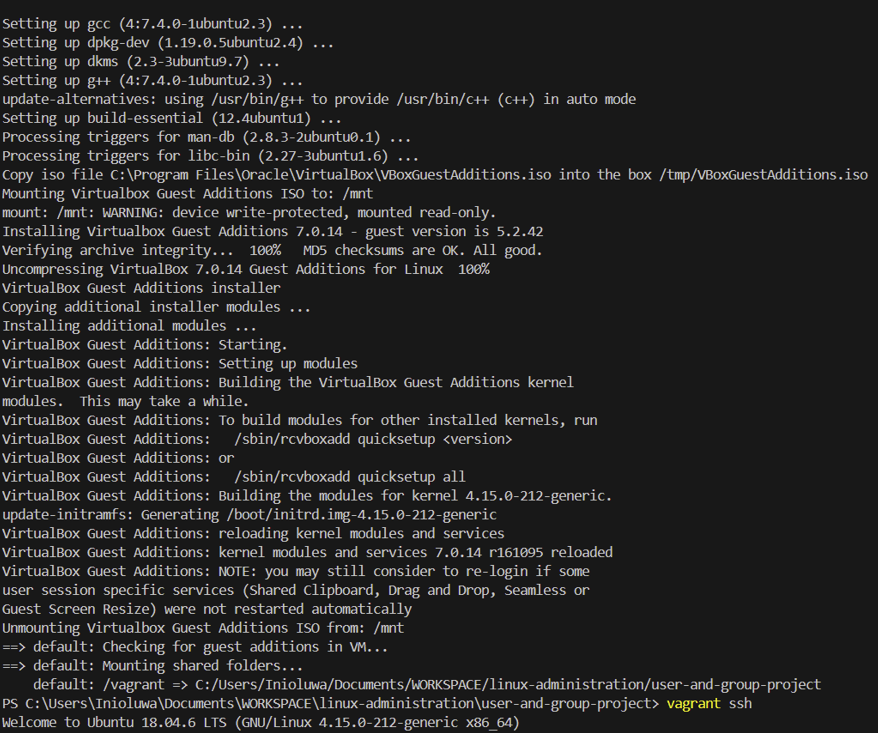 Setting up gcc (4:7.4.0-1ubuntu2.3) ...
Setting up dpkg-dev (1.19.0.5ubuntu2.4) ...
Setting up dkms (2.3-3ubuntu9.7) ...
Setting up g++ (4:7.4.0-1ubuntu2.3) ...
update-alternatives: using /usr/bin/g++ to provide /usr/bin/c++ (c++) in auto mode
Setting up build-essential (12.4ubuntu1) ...
Processing triggers for man-db (2.8.3-2ubuntu0.1) ...
Processing triggers for libc-bin (2.27-3ubuntu1.6) ...
Copy iso file C:\Program Files\Oracle\VirtualBox\VBoxGuestAdditions.iso into the box /tmp/VBoxGuestAdditions.iso
Mounting Virtualbox Guest Additions ISO to: /mnt
mount: /mnt: WARNING: device write-protected, mounted read-only.
Installing Virtualbox Guest Additions 7.0.14 - guest version is 5.2.42
Verifying archive integrity...  100%   MD5 checksums are OK. All good.
Uncompressing VirtualBox 7.0.14 Guest Additions for Linux  100%
VirtualBox Guest Additions installer
Copying additional installer modules ...
Installing additional modules ...
VirtualBox Guest Additions: Starting.
VirtualBox Guest Additions: Setting up modules
VirtualBox Guest Additions: Building the VirtualBox Guest Additions kernel
modules.  This may take a while.
VirtualBox Guest Additions: To build modules for other installed kernels, run
VirtualBox Guest Additions:   /sbin/rcvboxadd quicksetup <version>
VirtualBox Guest Additions: or
VirtualBox Guest Additions:   /sbin/rcvboxadd quicksetup all
VirtualBox Guest Additions: Building the modules for kernel 4.15.0-212-generic.
update-initramfs: Generating /boot/initrd.img-4.15.0-212-generic
VirtualBox Guest Additions: reloading kernel modules and services
VirtualBox Guest Additions: kernel modules and services 7.0.14 r161095 reloaded
VirtualBox Guest Additions: NOTE: you may still consider to re-login if some
user session specific services (Shared Clipboard, Drag and Drop, Seamless or
Guest Screen Resize) were not restarted automatically
Unmounting Virtualbox Guest Additions ISO from: /mnt
==> default: Checking for guest additions in VM...
==> default: Mounting shared folders...
    default: /vagrant => C:/Users/Inioluwa/Documents/WORKSPACE/linux-administration/user-and-group-project
PS C:\Users\Inioluwa\Documents\WORKSPACE\linux-administration\user-and-group-project> vagrant ssh
Welcome to Ubuntu 18.04.6 LTS (GNU/Linux 4.15.0-212-generic x86_64)